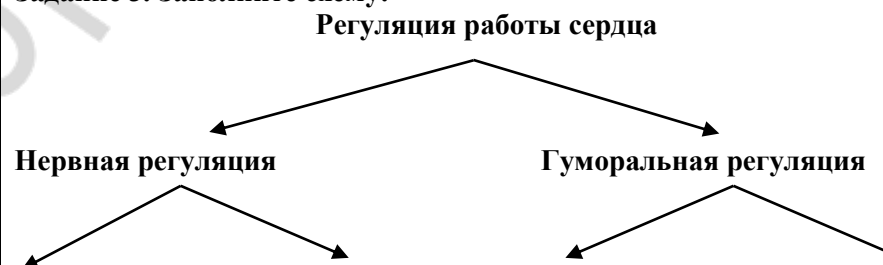 Регуляция работы сердца
Нервная регуляция Гуморальная регуляция